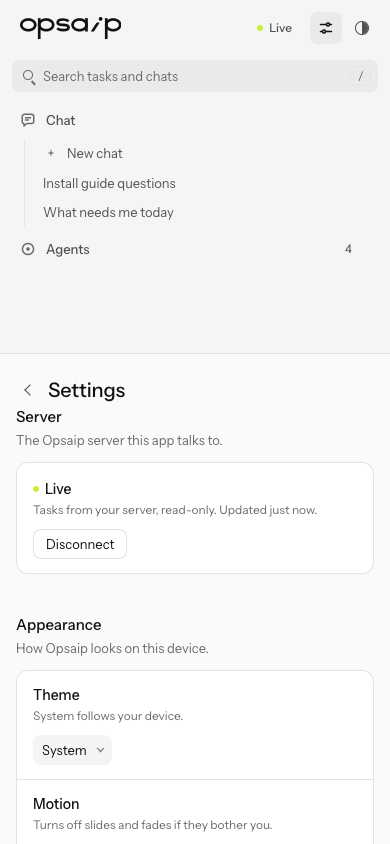 opsaip
Live
Search tasks and chats
/
Chat
+ New chat
Install guide questions
What needs me today
Agents
4
Settings
Server
The Opsaip server this app talks to.
Live
Tasks from your server, read-only. Updated just now.
Disconnect
Appearance
How Opsaip looks on this device.
Theme
System follows your device.
System
Motion
Turns off slides and fades if they bother you.